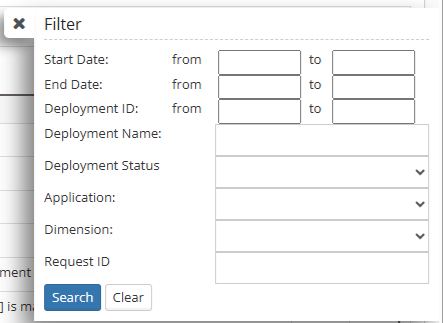 Filter
Start Date: from to
End Date: from to
Deployment ID: from to
Deployment Name:
Deployment Status
Application:
Dimension:
Request ID
ment
] is
Search Clear